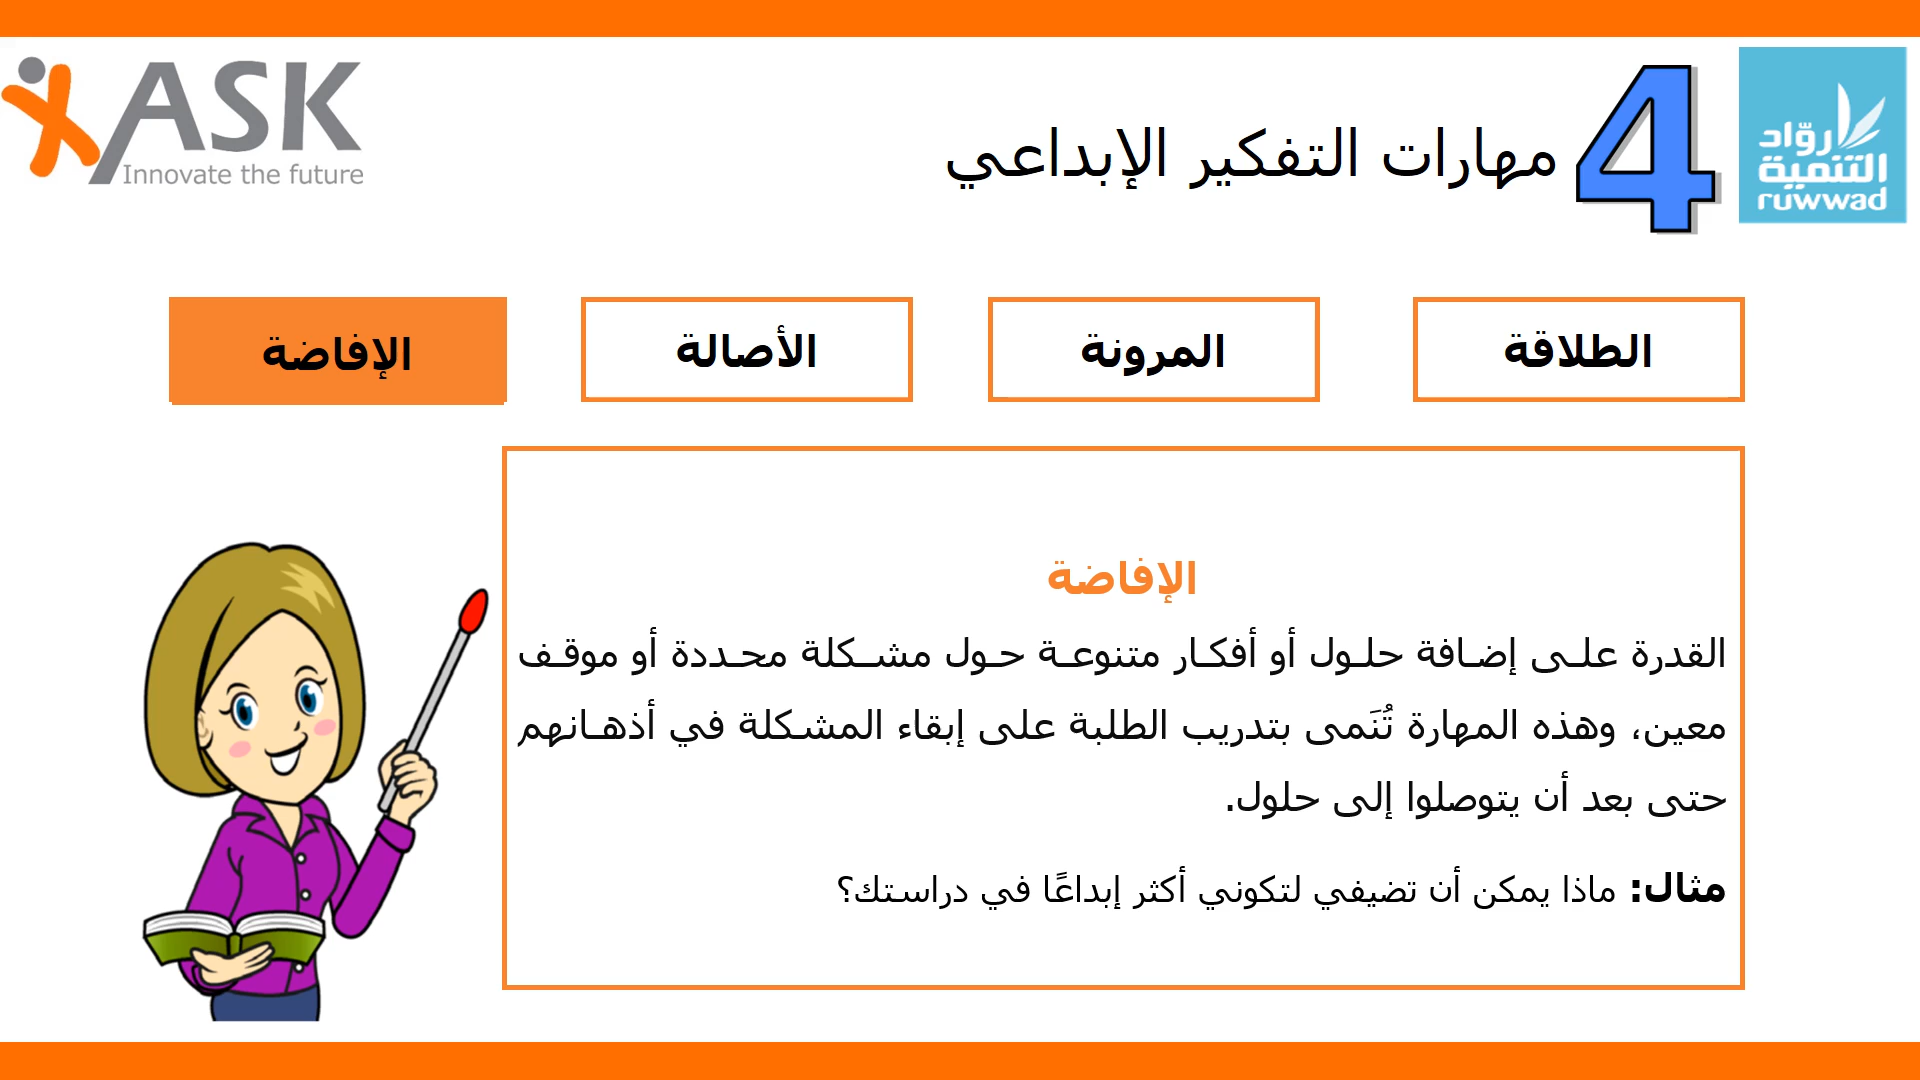 ASK
Innovate the future
4 مهارات التفكير الإبداعي
روّاد
التنمية
ruwwad
الطلاقة
المرونة
الأصالة
الإفاضة
الإفاضة
القدرة على إضافة حلول أو أفكار متنوعة حول مشكلة محددة أو موقف
معين، وهذه المهارة تُنَمى بتدريب الطلبة على إبقاء المشكلة في أذهانهم
حتى بعد أن يتوصلوا إلى حلول.
مثال: ماذا يمكن أن تضيفي لتكوني أكثر إبداعًا في دراستك؟